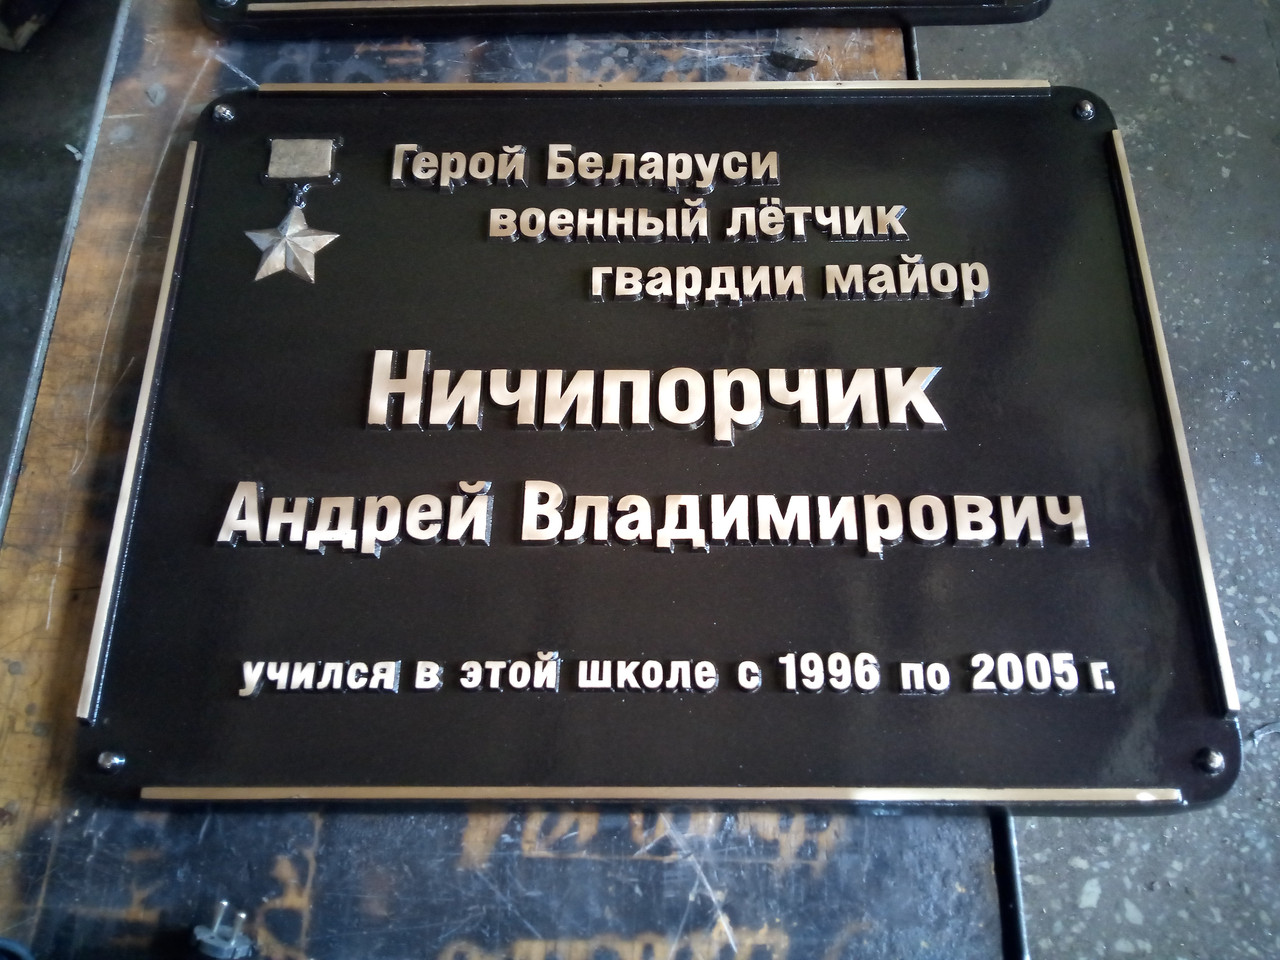 Герой Беларуси
военный лётчик
гвардии майор
Ничипорчик
Андрей Владимирович
учился в этой школе с 1996 по 2005 г.